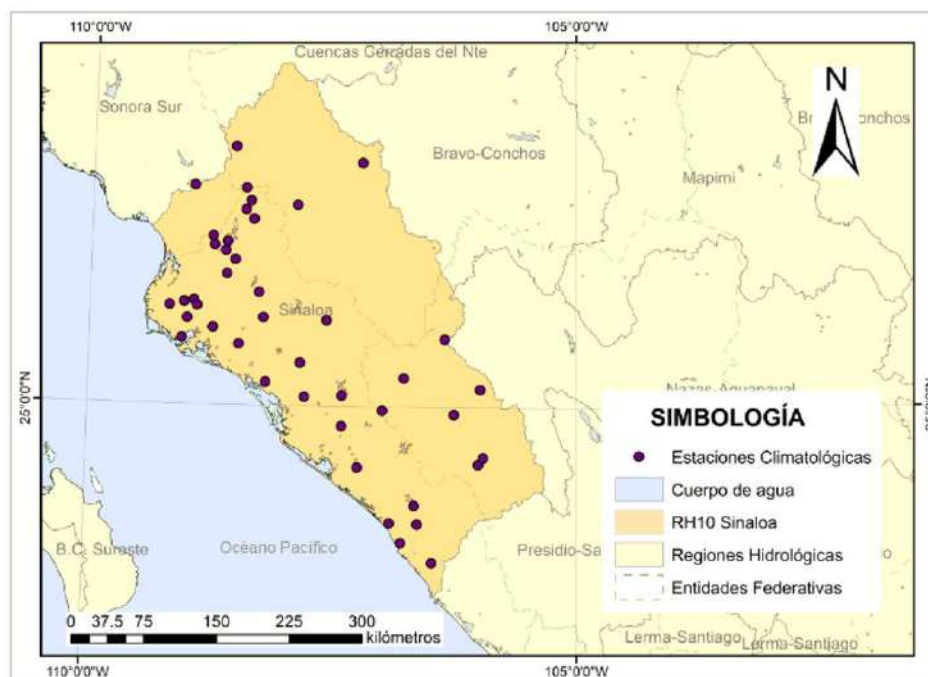 110°0'0"W 105°0'0"W
Cuencas Cerradas del Nte
N
Sonora Sur
Bravo-Conchos
Mapimi
Sinaloa
25°0'0"N
SIMBOLOGÍA
Estaciones Climatológicas
Cuerpo de agua
RH10 Sinaloa
Regiones Hidrológicas
Entidades Federativas
B.C. Sureste
Océano Pacífico
0 37.5 75 150 225 300
kilómetros
Lerma-Santiago
Lerma-Santiago
110°0'0"W 105°0'0"W